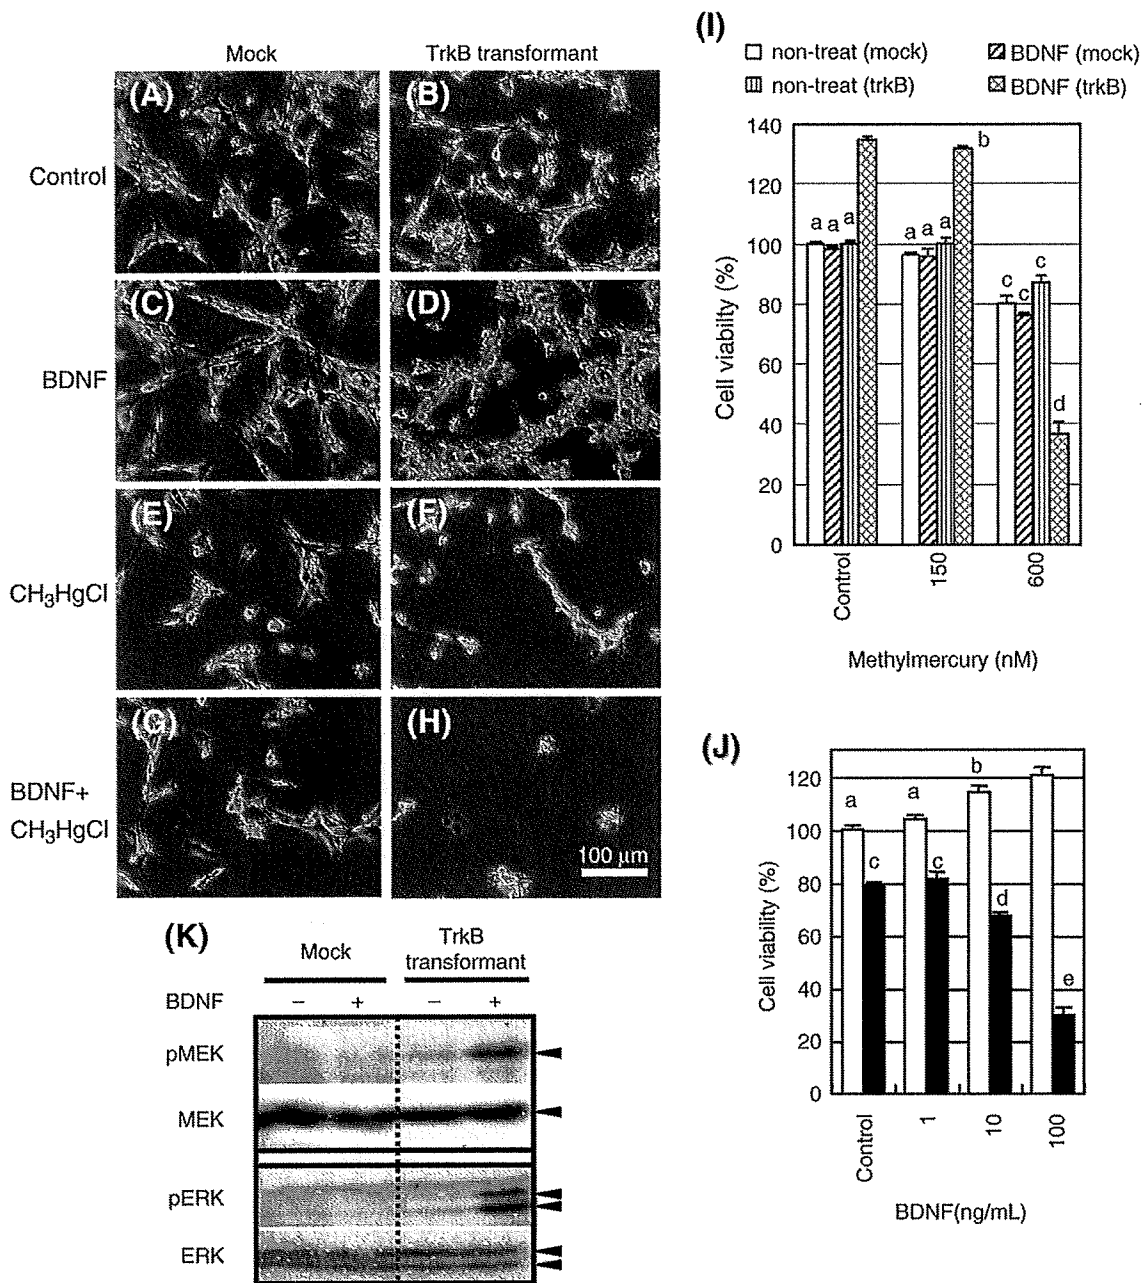 Mock
TrkB transformant
Control
BDNF
CH₃HgCl
BDNF+
CH₃HgCl
(A)
(B)
(C)
(D)
(E)
(F)
(G)
(H)
100 μm
(I)
non-treat (mock)
BDNF (mock)
non-treat (trkB)
BDNF (trkB)
140
120
100
80
60
40
20
0
Cell viability (%)
a a a
a a a b
c c c d
Control
150
600
Methylmercury (nM)
(J)
120
100
80
60
40
20
0
Cell viability (%)
a c
a c
b d
e
Control
1
10
100
BDNF(ng/mL)
(K)
Mock
TrkB
transformant
BDNF − + − +
pMEK
MEK
pERK
ERK